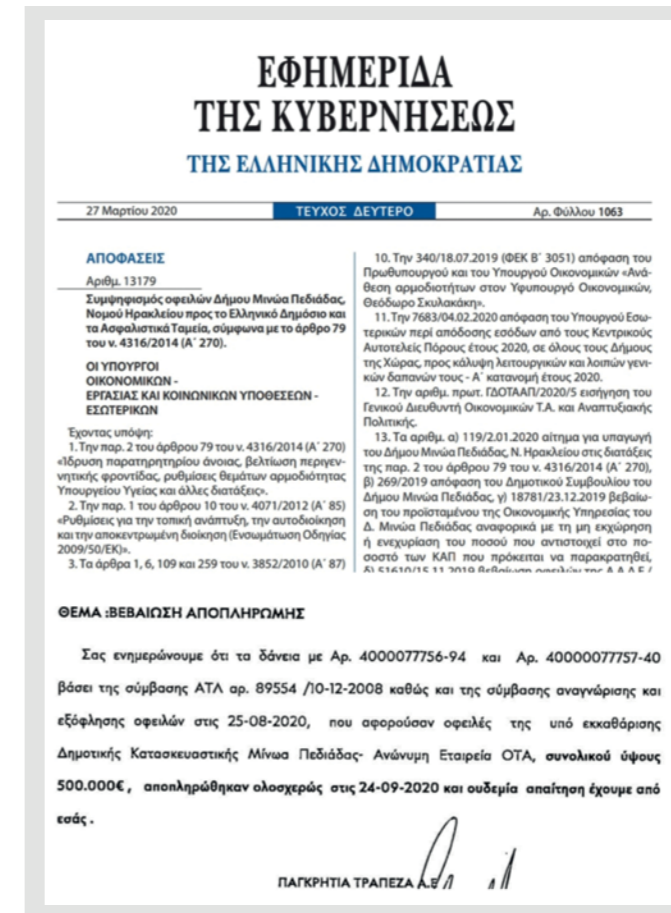 ΕΦΗΜΕΡΙΔΑ
ΤΗΣ ΚΥΒΕΡΝΗΣΕΩΣ
ΤΗΣ ΕΛΛΗΝΙΚΗΣ ΔΗΜΟΚΡΑΤΙΑΣ
27 Μαρτίου 2020
ΤΕΥΧΟΣ ΔΕΥΤΕΡΟ
Αρ. Φύλλου 1063
ΑΠΟΦΑΣΕΙΣ
Αριθμ. 13179
Συμψηφισμός οφειλών Δήμου Μινώα Πεδιάδας,
Νομού Ηρακλείου προς το Ελληνικό Δημόσιο και
τα Ασφαλιστικά Ταμεία, σύμφωνα με το άρθρο 79
του ν. 4316/2014 (Α΄ 270).
ΟΙ ΥΠΟΥΡΓΟΙ
ΟΙΚΟΝΟΜΙΚΩΝ -
ΕΡΓΑΣΙΑΣ ΚΑΙ ΚΟΙΝΩΝΙΚΩΝ ΥΠΟΘΕΣΕΩΝ -
ΕΣΩΤΕΡΙΚΩΝ
Έχοντας υπόψη:
1. Την παρ. 2 του άρθρου 79 του ν. 4316/2014 (Α΄ 270)
«Ίδρυση παρατηρητηρίου άνοιας, βελτίωση περιγεν-
νητικής φροντίδας, ρυθμίσεις θεμάτων αρμοδιότητας
Υπουργείου Υγείας και άλλες διατάξεις».
2. Την παρ. 1 του άρθρου 10 του ν. 4071/2012 (Α΄ 85)
«Ρυθμίσεις για την τοπική ανάπτυξη, την αυτοδιοίκηση
και την αποκεντρωμένη διοίκηση (Ενσωμάτωση Οδηγίας
2009/50/ΕΚ)».
3. Τα άρθρα 1, 6, 109 και 259 του ν. 3852/2010 (Α΄ 87)
10. Την 340/18.07.2019 (ΦΕΚ Β΄ 3051) απόφαση του
Πρωθυπουργού και του Υπουργού Οικονομικών «Ανά-
θεση αρμοδιοτήτων στον Υφυπουργό Οικονομικών,
Θεόδωρο Σκυλακάκη».
11. Την 7683/04.02.2020 απόφαση του Υπουργού Εσω-
τερικών περί απόδοσης εσόδων από τους Κεντρικούς
Αυτοτελείς Πόρους έτους 2020, σε όλους τους Δήμους
της Χώρας, προς κάλυψη λειτουργικών και λοιπών γενι-
κών δαπανών τους - Α΄ κατανομή έτους 2020.
12. Την αριθμ. πρωτ. ΓΔΟΤΑΑΠ/2020/5 εισήγηση του
Γενικού Διευθυντή Οικονομικών Τ.Α. και Αναπτυξιακής
Πολιτικής.
13. Τα αριθμ. α) 119/2.01.2020 αίτημα για υπαγωγή
του Δήμου Μινώα Πεδιάδας, Ν. Ηρακλείου στις διατάξεις
της παρ. 2 του άρθρου 79 του ν. 4316/2014 (Α΄ 270),
β) 269/2019 απόφαση του Δημοτικού Συμβουλίου του
Δήμου Μινώα Πεδιάδας, γ) 18781/23.12.2019 βεβαίω-
ση του προϊσταμένου της Οικονομικής Υπηρεσίας του
Δ. Μινώα Πεδιάδας αναφορικά με τη μη εκχώρηση
ή ενεχυρίαση του ποσού που αντιστοιχεί στο πο-
σοστό των ΚΑΠ που πρόκειται να παρακρατηθεί,
δ) 51610/15.11.2019 βεβαίωση οφειλών της Α.Α.Δ.Ε./
ΘΕΜΑ :ΒΕΒΑΙΩΣΗ ΑΠΟΠΛΗΡΩΜΗΣ
Σας ενημερώνουμε ότι τα δάνεια με Αρ. 4000077756-94 και Αρ. 40000077757-40
βάσει της σύμβασης ΑΤΛ αρ. 89554 /10-12-2008 καθώς και της σύμβασης αναγνώρισης και
εξόφλησης οφειλών στις 25-08-2020, που αφορούσαν οφειλές της υπό εκκαθάριση
Δημοτικής Κατασκευαστικής Μίνωα Πεδιάδας- Ανώνυμη Εταιρεία ΟΤΑ, συνολικού ύψους
500.000€ , αποπληρώθηκαν ολοσχερώς στις 24-09-2020 και ουδεμία απαίτηση έχουμε από
εσάς .
ΠΑΓΚΡΗΤΙΑ ΤΡΑΠΕΖΑ Α.Ε